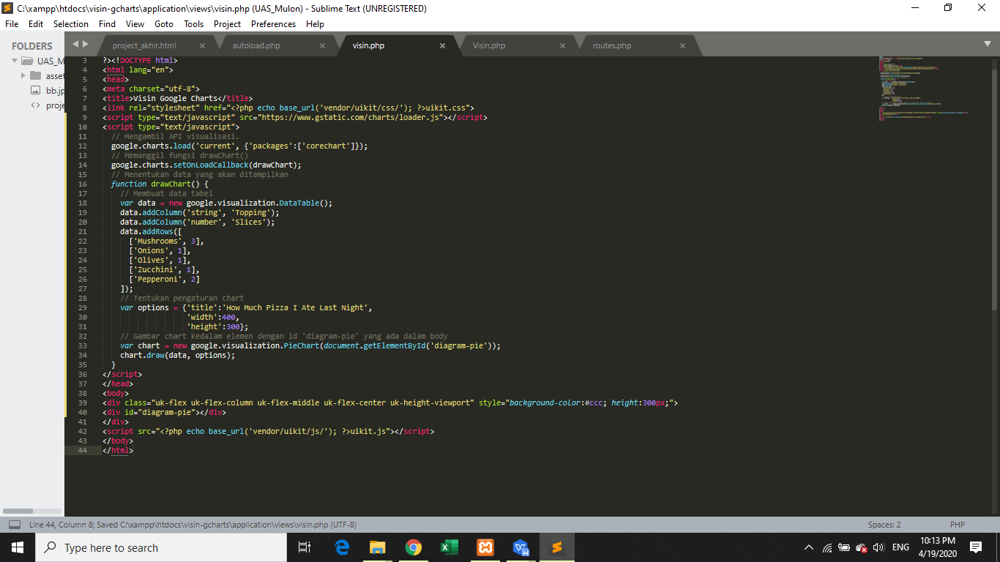 C:\xampp\htdocs\visin-gcharts\application\views\visin.php (UAS_Mulon) - Sublime Text (UNREGISTERED)
File Edit Selection Find View Goto Tools Project Preferences Help
FOLDERS
UAS_M
asset
bb.jp
proje
project_akhir.html
autoload.php
visin.php
Visin.php
routes.php
3 ?><!DOCTYPE html>
4 <html lang="en">
5 <head>
6 <meta charset="utf-8">
7 <title>Visin Google Charts</title>
8 <link rel="stylesheet" href="<?php echo base_url('vendor/uikit/css/'); ?>uikit.css">
9 <script type="text/javascript" src="https://www.gstatic.com/charts/loader.js"></script>
10 <script type="text/javascript">
11 // Mengambil API visualisasi.
12 google.charts.load('current', {'packages':['corechart']});
13 // Memanggil fungsi drawChart()
14 google.charts.setOnLoadCallback(drawChart);
15 // Menentukan data yang akan ditampilkan
16 function drawChart() {
17 // Membuat data tabel
18 var data = new google.visualization.DataTable();
19 data.addColumn('string', 'Topping');
20 data.addColumn('number', 'Slices');
21 data.addRows([
22 ['Mushrooms', 3],
23 ['Onions', 1],
24 ['Olives', 1],
25 ['Zucchini', 1],
26 ['Pepperoni', 2]
27 ]);
28 // Tentukan pengaturan chart
29 var options = {'title':'How Much Pizza I Ate Last Night',
30 'width':400,
31 'height':300};
32 // Gambar chart kedalam elemen dengan id 'diagram-pie' yang ada dalam body
33 var chart = new google.visualization.PieChart(document.getElementById('diagram-pie'));
34 chart.draw(data, options);
35 }
36 </script>
37 </head>
38 <body>
39 <div class="uk-flex uk-flex-column uk-flex-middle uk-flex-center uk-height-viewport" style="background-color:#ccc; height:300px;">
40 <div id="diagram-pie"></div>
41 </div>
42 <script src="<?php echo base_url('vendor/uikit/js/'); ?>uikit.js"></script>
43 </body>
44 </html>
Line 44, Column 8; Saved C:\xampp\htdocs\visin-gcharts\application\views\visin.php (UTF-8)
Spaces: 2
PHP
Type here to search
ENG
10:13 PM
4/19/2020